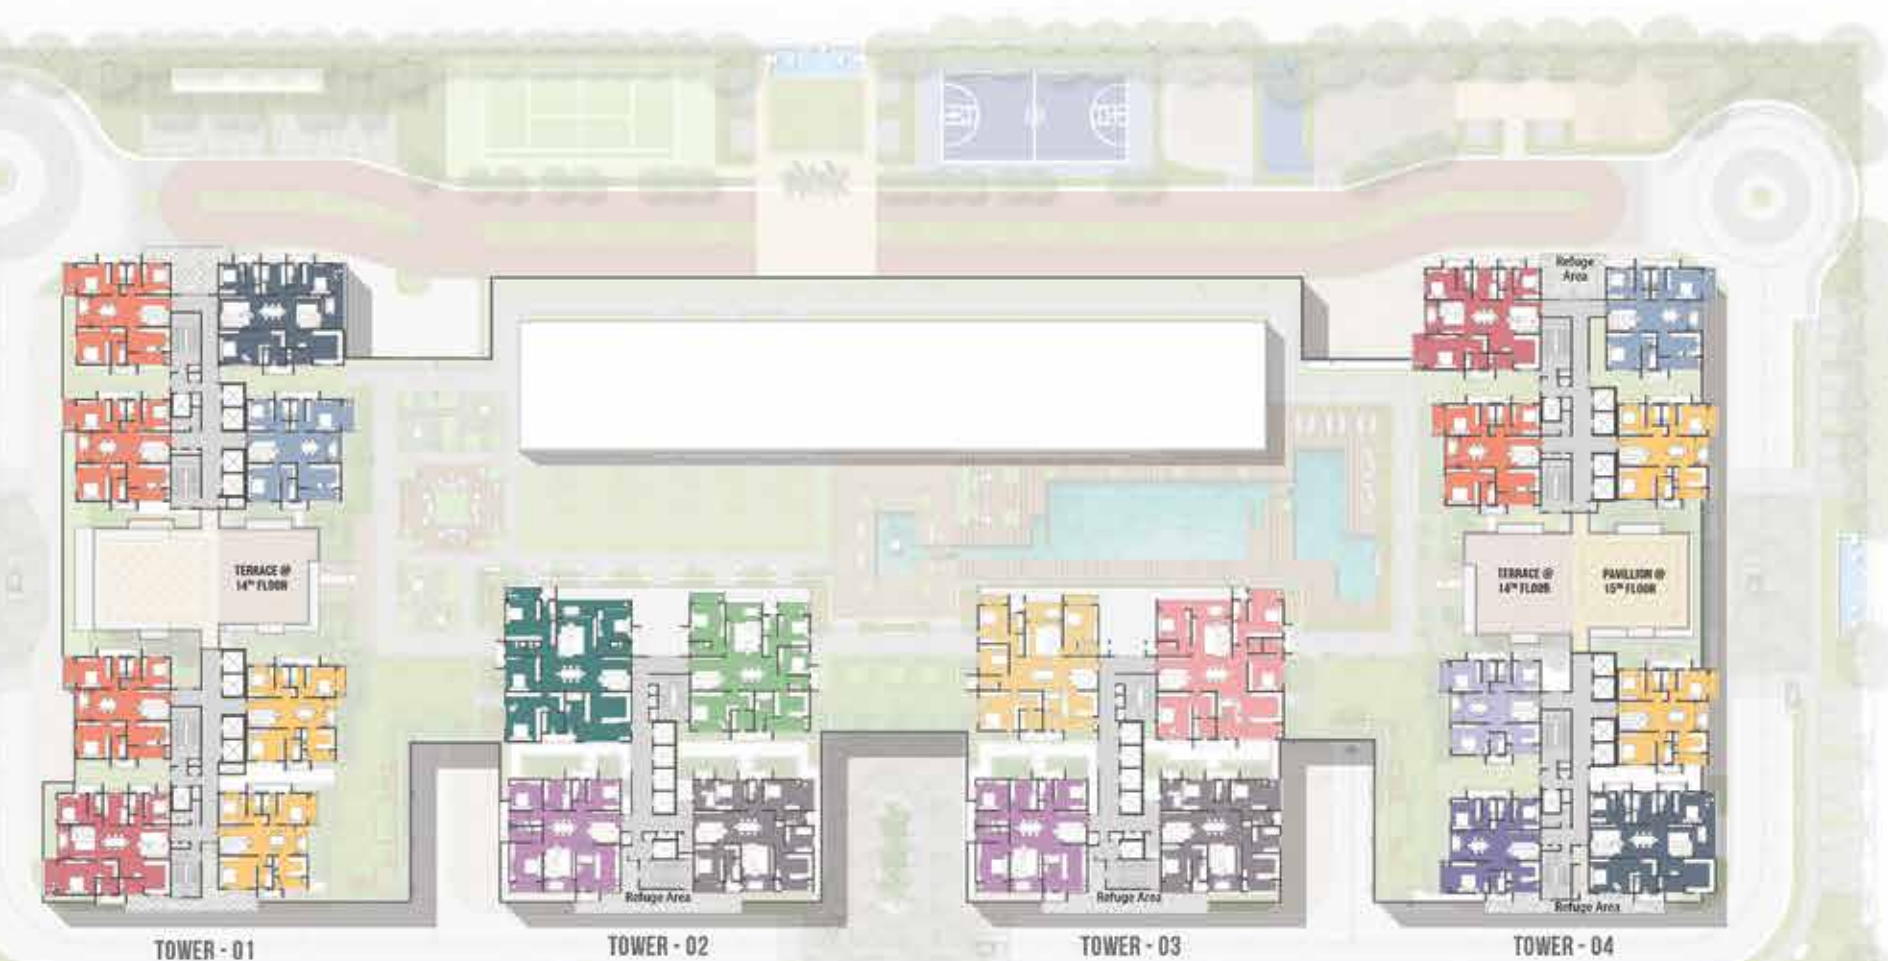 Refuge
Area
TERRACE @
14TH FLOOR
TERRACE @
14TH FLOOR
PAVILLION @
15TH FLOOR
Refuge Area
Refuge Area
Refuge Area
TOWER - 01
TOWER - 02
TOWER - 03
TOWER - 04